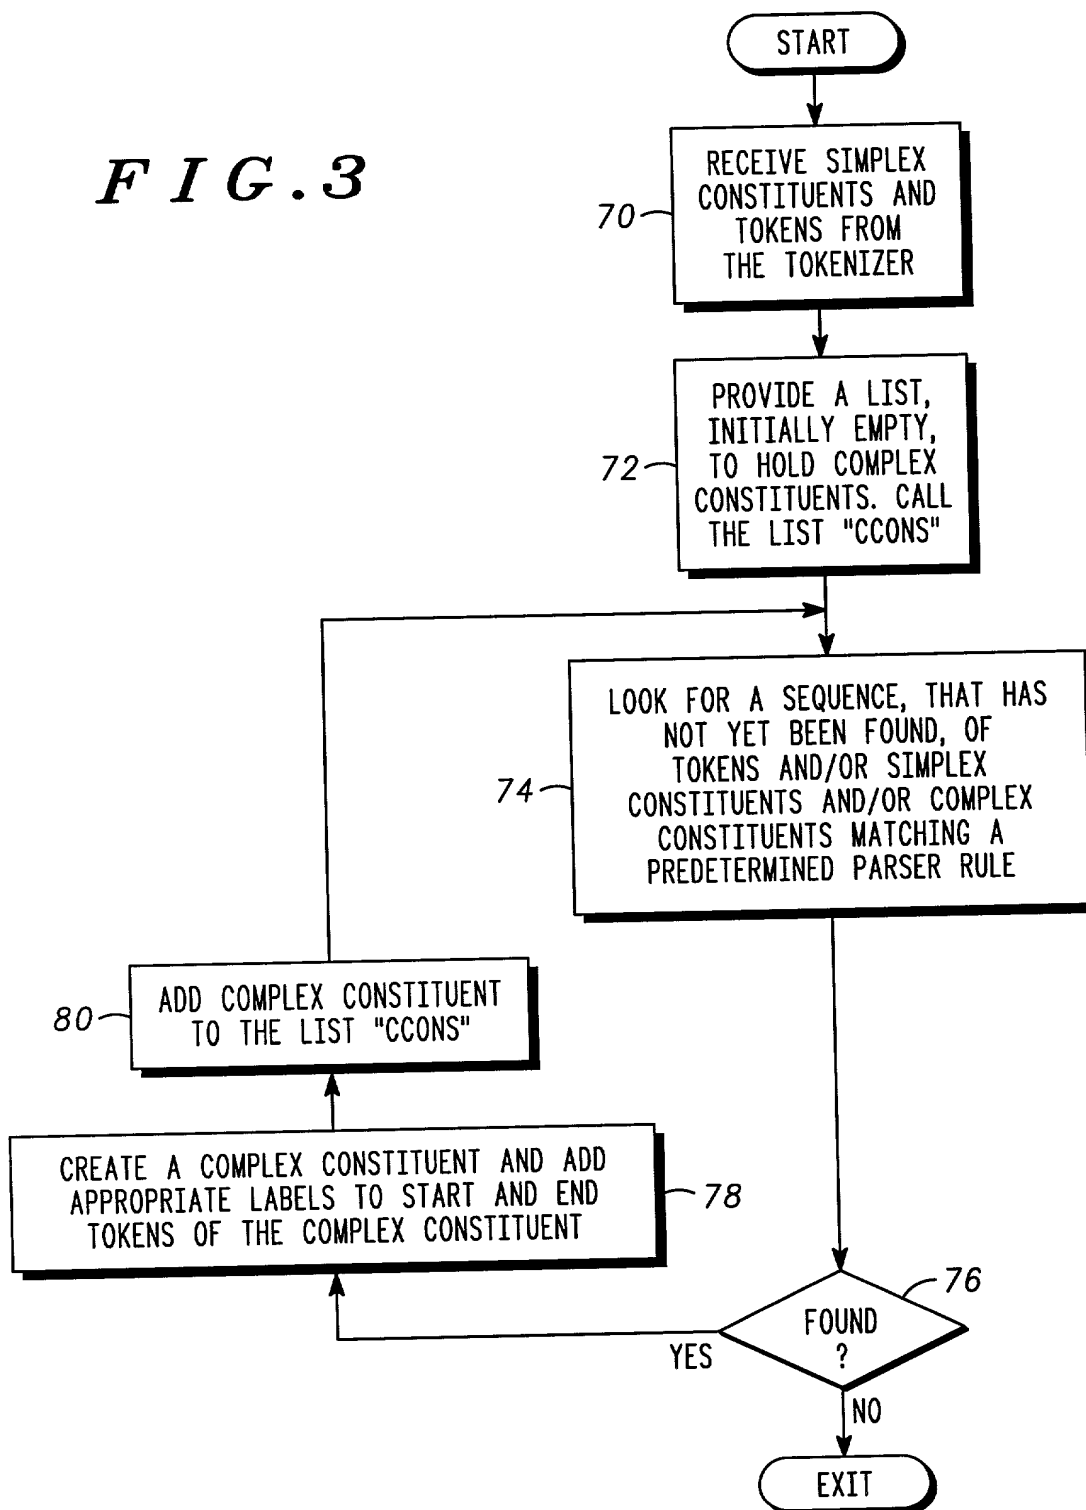 START
FIG.3
RECEIVE SIMPLEX
CONSTITUENTS AND
TOKENS FROM
THE TOKENIZER
70
PROVIDE A LIST,
INITIALLY EMPTY,
TO HOLD COMPLEX
CONSTITUENTS. CALL
THE LIST "CCONS"
72
LOOK FOR A SEQUENCE, THAT HAS
NOT YET BEEN FOUND, OF
TOKENS AND/OR SIMPLEX
CONSTITUENTS AND/OR COMPLEX
CONSTITUENTS MATCHING A
PREDETERMINED PARSER RULE
74
ADD COMPLEX CONSTITUENT
TO THE LIST "CCONS"
80
CREATE A COMPLEX CONSTITUENT AND ADD
APPROPRIATE LABELS TO START AND END
TOKENS OF THE COMPLEX CONSTITUENT
78
76
FOUND
?
YES
NO
EXIT